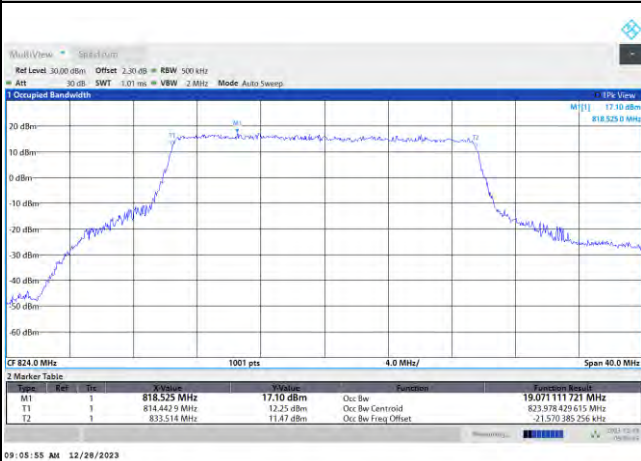 MultiView Spectrum
Ref Level 30.00 dBm Offset 2.30 dB RBW 500 kHz
Att 30 dB SWT 1.01 ms VBW 2 MHz Mode Auto Sweep
1 Occupied Bandwidth 1Pk View
M1[1] 17.10 dBm
818.525 0 MHz
M1
T1 T2
20 dBm
10 dBm
0 dBm
-10 dBm
-20 dBm
-30 dBm
-40 dBm
-50 dBm
-60 dBm
CF 824.0 MHz 1001 pts 4.0 MHz/ Span 40.0 MHz
2 Marker Table
Type Ref Trc X-Value Y-Value Function Function Result
M1 1 818.525 MHz 17.10 dBm Occ Bw 19.071 111 721 MHz
T1 1 814.442 9 MHz 12.25 dBm Occ Bw Centroid 823.978 429 615 MHz
T2 1 833.514 MHz 11.47 dBm Occ Bw Freq Offset -21.570 385 256 kHz
09:05:55 AM 12/28/2023